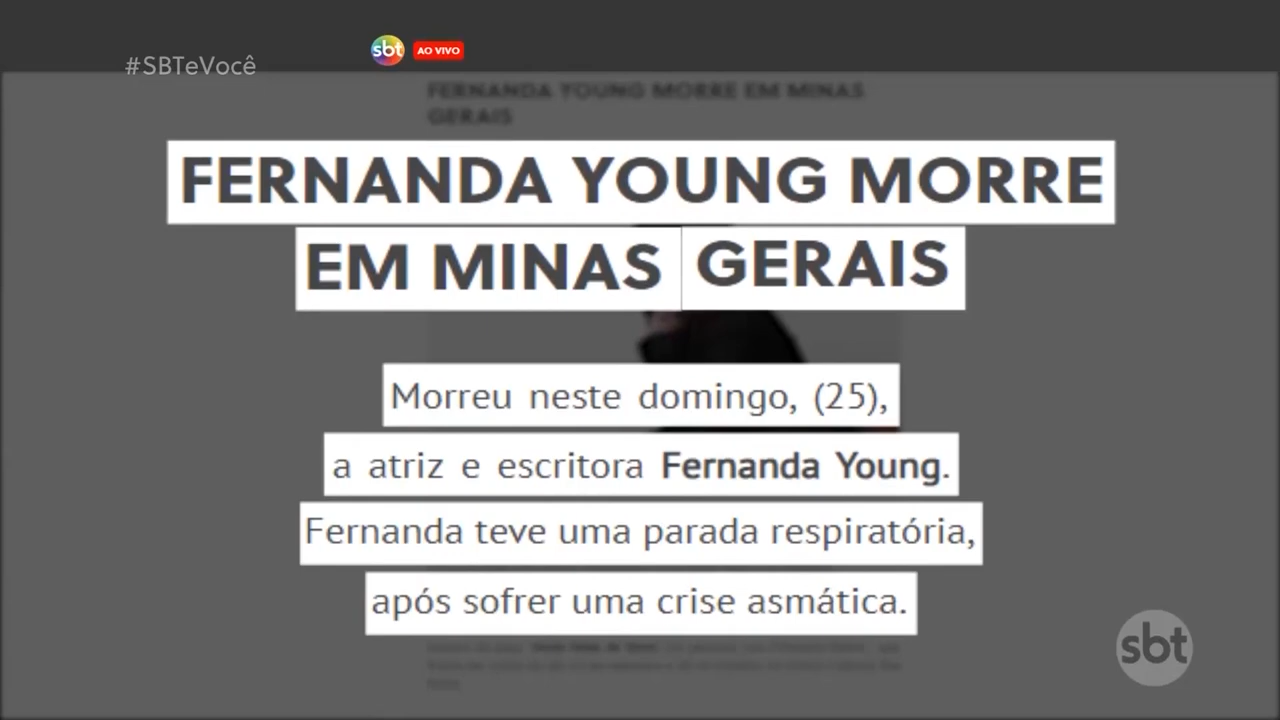 #SBTeVocê
sbt AO VIVO
FERNANDA YOUNG MORRE EM MINAS
GERAIS
FERNANDA YOUNG MORRE
EM MINAS GERAIS
Morreu neste domingo, (25),
a atriz e escritora Fernanda Young.
Fernanda teve uma parada respiratória,
após sofrer uma crise asmática.
sbt